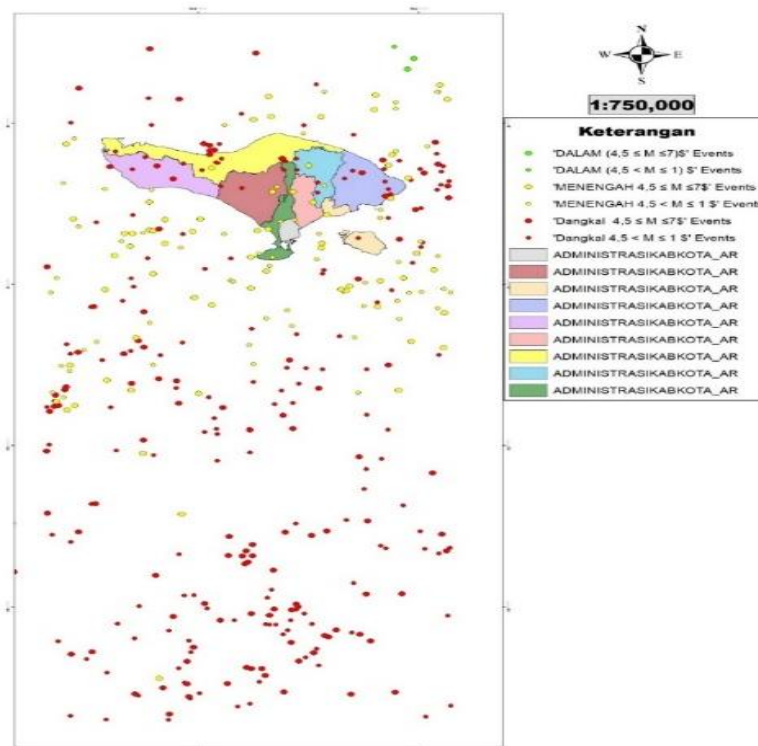 N
W E
S
1:750,000
Keterangan
'DALAM (4,5 ≤ M ≤7)$' Events
'DALAM (4,5 < M ≤ 1) $' Events
'MENENGAH 4,5 ≤ M ≤7$' Events
'MENENGAH 4,5 < M ≤ 1 $' Events
'Dangkal 4,5 ≤ M ≤7$' Events
'Dangkal 4,5 < M ≤ 1 $' Events
ADMINISTRASIKABKOTA_AR
ADMINISTRASIKABKOTA_AR
ADMINISTRASIKABKOTA_AR
ADMINISTRASIKABKOTA_AR
ADMINISTRASIKABKOTA_AR
ADMINISTRASIKABKOTA_AR
ADMINISTRASIKABKOTA_AR
ADMINISTRASIKABKOTA_AR
ADMINISTRASIKABKOTA_AR